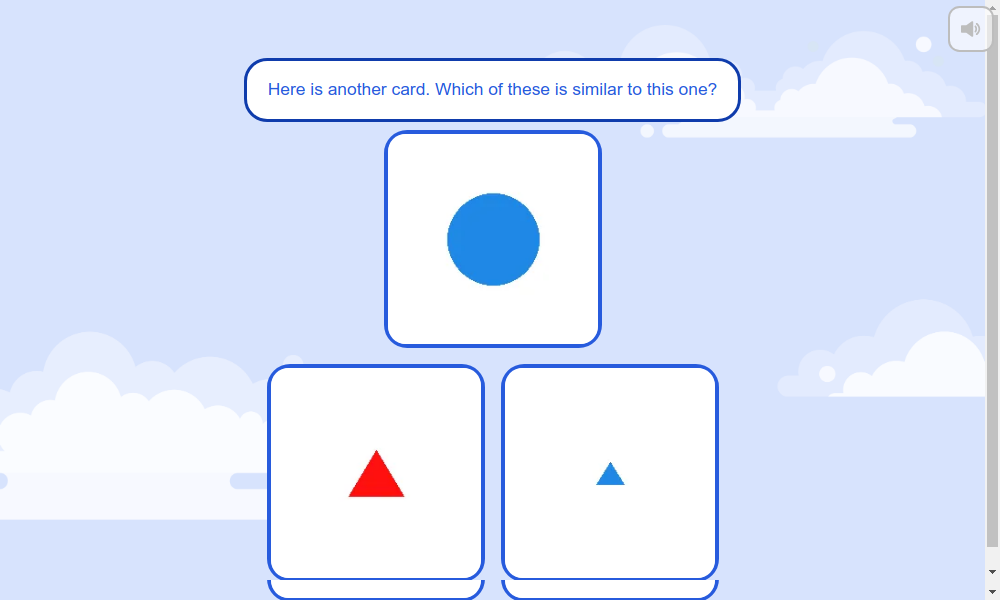 Here is another card. Which of these is similar to this one?